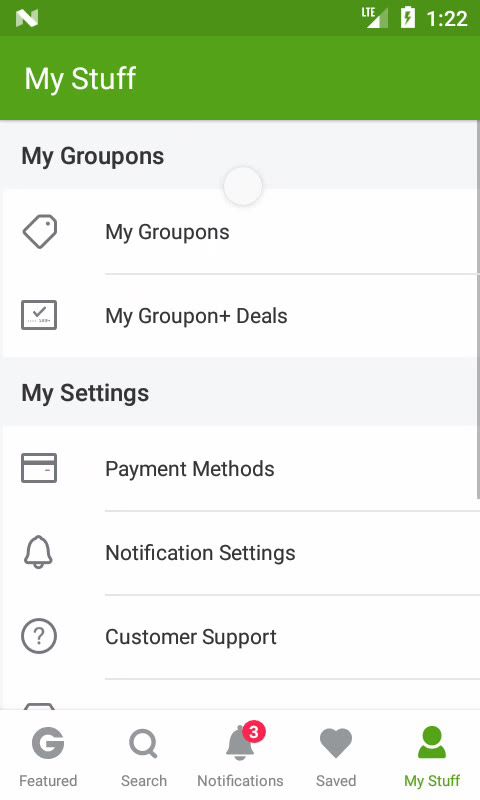 LTE 1:22
My Stuff
My Groupons
My Groupons
My Groupon+ Deals
My Settings
Payment Methods
Notification Settings
Customer Support
3
Featured Search Notifications Saved My Stuff